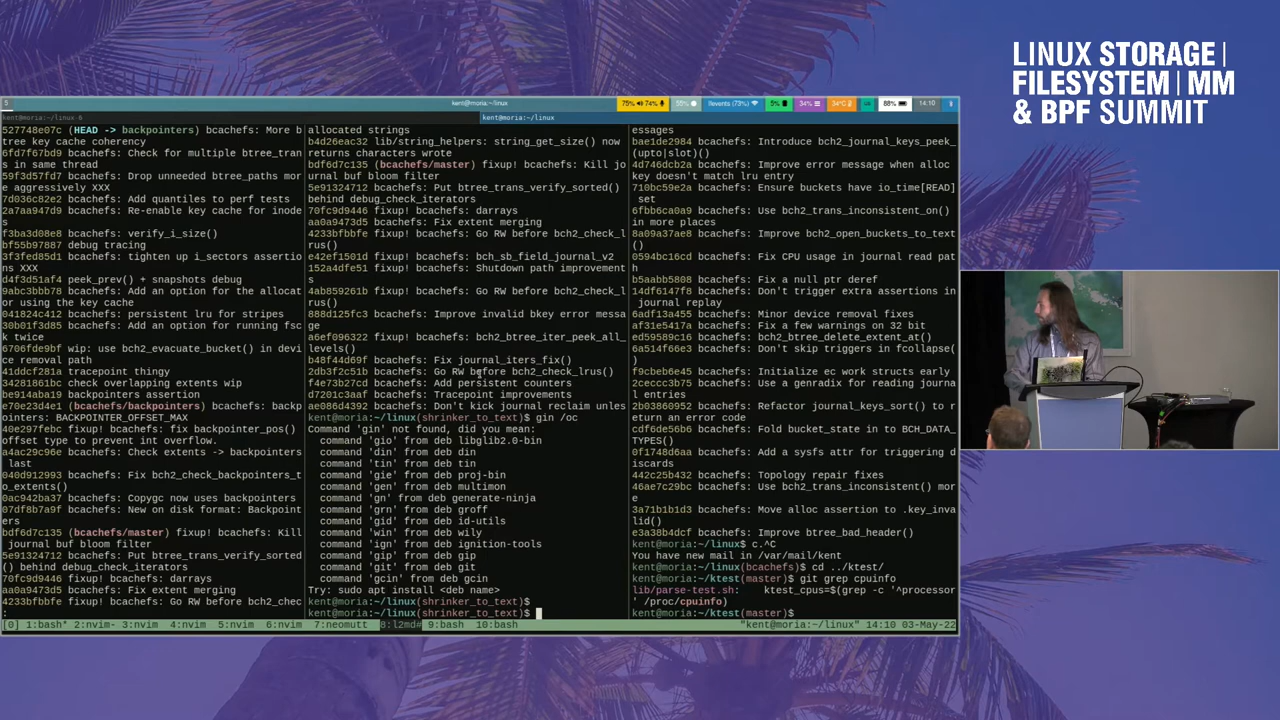 LINUX STORAGE |
FILESYSTEM | MM
& BPF SUMMIT
5
kent@moria:~/linux
75% 74%
55%
llevents (73%)
5%
34%
34°C
88%
14:10
kent@moria:~/linux-6
kent@moria:~/linux
527748e07c (HEAD -> backpointers) bcachefs: More b
tree key cache coherency
6fd7f67bd9 bcachefs: Check for multiple btree_tran
s in same thread
59f3d57fd7 bcachefs: Drop unneeded btree_paths mor
e aggressively XXX
7d036c82e2 bcachefs: Add quantiles to perf tests
2a7aa947d9 bcachefs: Re-enable key cache for inode
s
f3ba3d08e8 bcachefs: verify_i_size()
bf55b97887 debug tracing
3f3fed85d1 bcachefs: tighten up i_sectors assertio
ns XXX
d4f3d51af4 peek_prev() + snapshots debug
9abc3bbb78 bcachefs: Add an option for the allocat
or using the key cache
041824c412 bcachefs: persistent lru for stripes
30b01f3d85 bcachefs: Add an option for running fsc
k twice
6706fde9bf wip: use bch2_evacuate_bucket() in devi
ce removal path
41ddcf281a tracepoint thingy
34281861bc check overlapping extents wip
be914aba19 backpointers assertion
e70e23d4e1 (bcachefs/backpointers) bcachefs: backp
ointers: BACKPOINTER_OFFSET_MAX
40e297febc bcachefs: fix backpointer_pos()
offset type to prevent int overflow.
a4ac29c96e bcachefs: Check extents -> backpointers
last
040d912993 bcachefs: Fix bch2_check_backpointers_t
o_extents()
0ac942ba37 bcachefs: Copygc now uses backpointers
07df8b7a9f bcachefs: New on disk format: Backpoint
ers
bdf6d7c135 (bcachefs/master) fixup! bcachefs: Kill
journal buf bloom filter
5e91324712 bcachefs: Put btree_trans_verify_sorted
() behind debug_check_iterators
70fc9d9446 fixup! bcachefs: darrays
aa0a9473d5 bcachefs: Fix extent merging
4233bfbbfe fixup! bcachefs: Go RW before bch2_chec
:
allocated strings
b4d26eac32 lib/string_helpers: string_get_size() now
returns characters wrote
bdf6d7c135 (bcachefs/master) fixup! bcachefs: Kill jo
urnal buf bloom filter
5e91324712 bcachefs: Put btree_trans_verify_sorted()
behind debug_check_iterators
70fc9d9446 fixup! bcachefs: darrays
aa0a9473d5 bcachefs: Fix extent merging
4233bfbbfe fixup! bcachefs: Go RW before bch2_check_l
rus()
e42ef1501d fixup! bcachefs: bch_sb_field_journal_v2
152a4dfe51 fixup! bcachefs: Shutdown path improvement
s
4ab859261b fixup! bcachefs: Go RW before bch2_check_l
rus()
888d125fc3 bcachefs: Improve invalid bkey error messa
ge
a6ef096322 fixup! bcachefs: bch2_btree_iter_peek_all_
levels()
b48f44d69f bcachefs: Fix journal_iters_fix()
2db3f2c51b bcachefs: Go RW before bch2_check_lrus()
f4e73b27cd bcachefs: Add persistent counters
d7201c3aaf bcachefs: Tracepoint improvements
ae086d4392 bcachefs: Don't kick journal reclaim unles
kent@moria:~/linux(shrinker_to_text)$ gin /oc
Command 'gin' not found, did you mean:
command 'gio' from deb libglib2.0-bin
command 'din' from deb din
command 'tin' from deb tin
command 'gie' from deb proj-bin
command 'gen' from deb multimon
command 'gn' from deb generate-ninja
command 'grn' from deb groff
command 'gid' from deb id-utils
command 'win' from deb wily
command 'ign' from deb ignition-tools
command 'gip' from deb gip
command 'git' from deb git
command 'gcin' from deb gcin
Try: sudo apt install <deb name>
kent@moria:~/linux(shrinker_to_text)$
kent@moria:~/linux(shrinker_to_text)$
essages
bae1de2984 bcachefs: Introduce bch2_journal_keys_peek_
(upto|slot)()
4d746dcb2a bcachefs: Improve error message when alloc
key doesn't match lru entry
710bc59e2a bcachefs: Ensure buckets have io_time[READ]
set
6fbb6ca0a9 bcachefs: Use bch2_trans_inconsistent_on()
in more places
8a09a37ae8 bcachefs: Improve bch2_open_buckets_to_text
()
0594bc16cd bcachefs: Fix CPU usage in journal read pat
h
b5aabb5808 bcachefs: Fix a null ptr deref
14df6147f8 bcachefs: Don't trigger extra assertions in
journal replay
6adf13a455 bcachefs: Minor device removal fixes
af31e5417a bcachefs: Fix a few warnings on 32 bit
ed59589c16 bcachefs: bch2_btree_delete_extent_at()
6a514f66e3 bcachefs: Don't skip triggers in fcollapse(
)
f9cbeb6e45 bcachefs: Initialize ec work structs early
2ceccc3b75 bcachefs: Use a genradix for reading journa
l entries
2b03860952 bcachefs: Refactor journal_keys_sort() to r
eturn an error code
cdf6de56b6 bcachefs: Fold bucket_state in to BCH_DATA_
TYPES()
0f1748d6aa bcachefs: Add a sysfs attr for triggering d
iscards
442c25b432 bcachefs: Topology repair fixes
46ae7c29bc bcachefs: Use bch2_trans_inconsistent() mor
e
3a71b1b1d3 bcachefs: Move alloc assertion to .key_inva
lid()
e3a38b4dcf bcachefs: Improve btree_bad_header()
kent@moria:~/linux$ c.^C
You have new mail in /var/mail/kent
kent@moria:~/linux(bcachefs)$ cd ../ktest/
kent@moria:~/ktest(master)$ git grep cpuinfo
lib/parse-test.sh: ktest_cpus=$(grep -c '^processor
' /proc/cpuinfo)
kent@moria:~/ktest(master)$
[0] 1:bash* 2:nvim- 3:nvim 4:nvim 5:nvim 6:nvim 7:neomutt 8:l2md# 9:bash 10:bash
"kent@moria:~/linux" 14:10 03-May-22